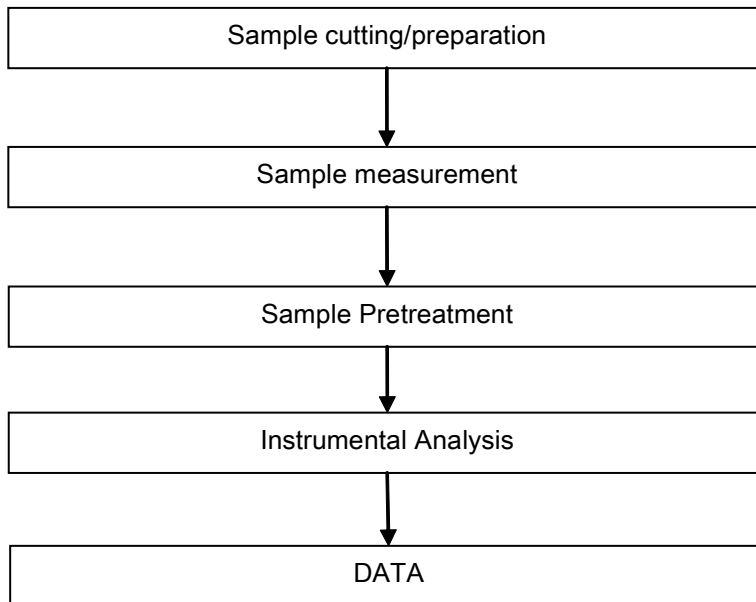 Sample cutting/preparation
Sample measurement
Sample Pretreatment
Instrumental Analysis
DATA